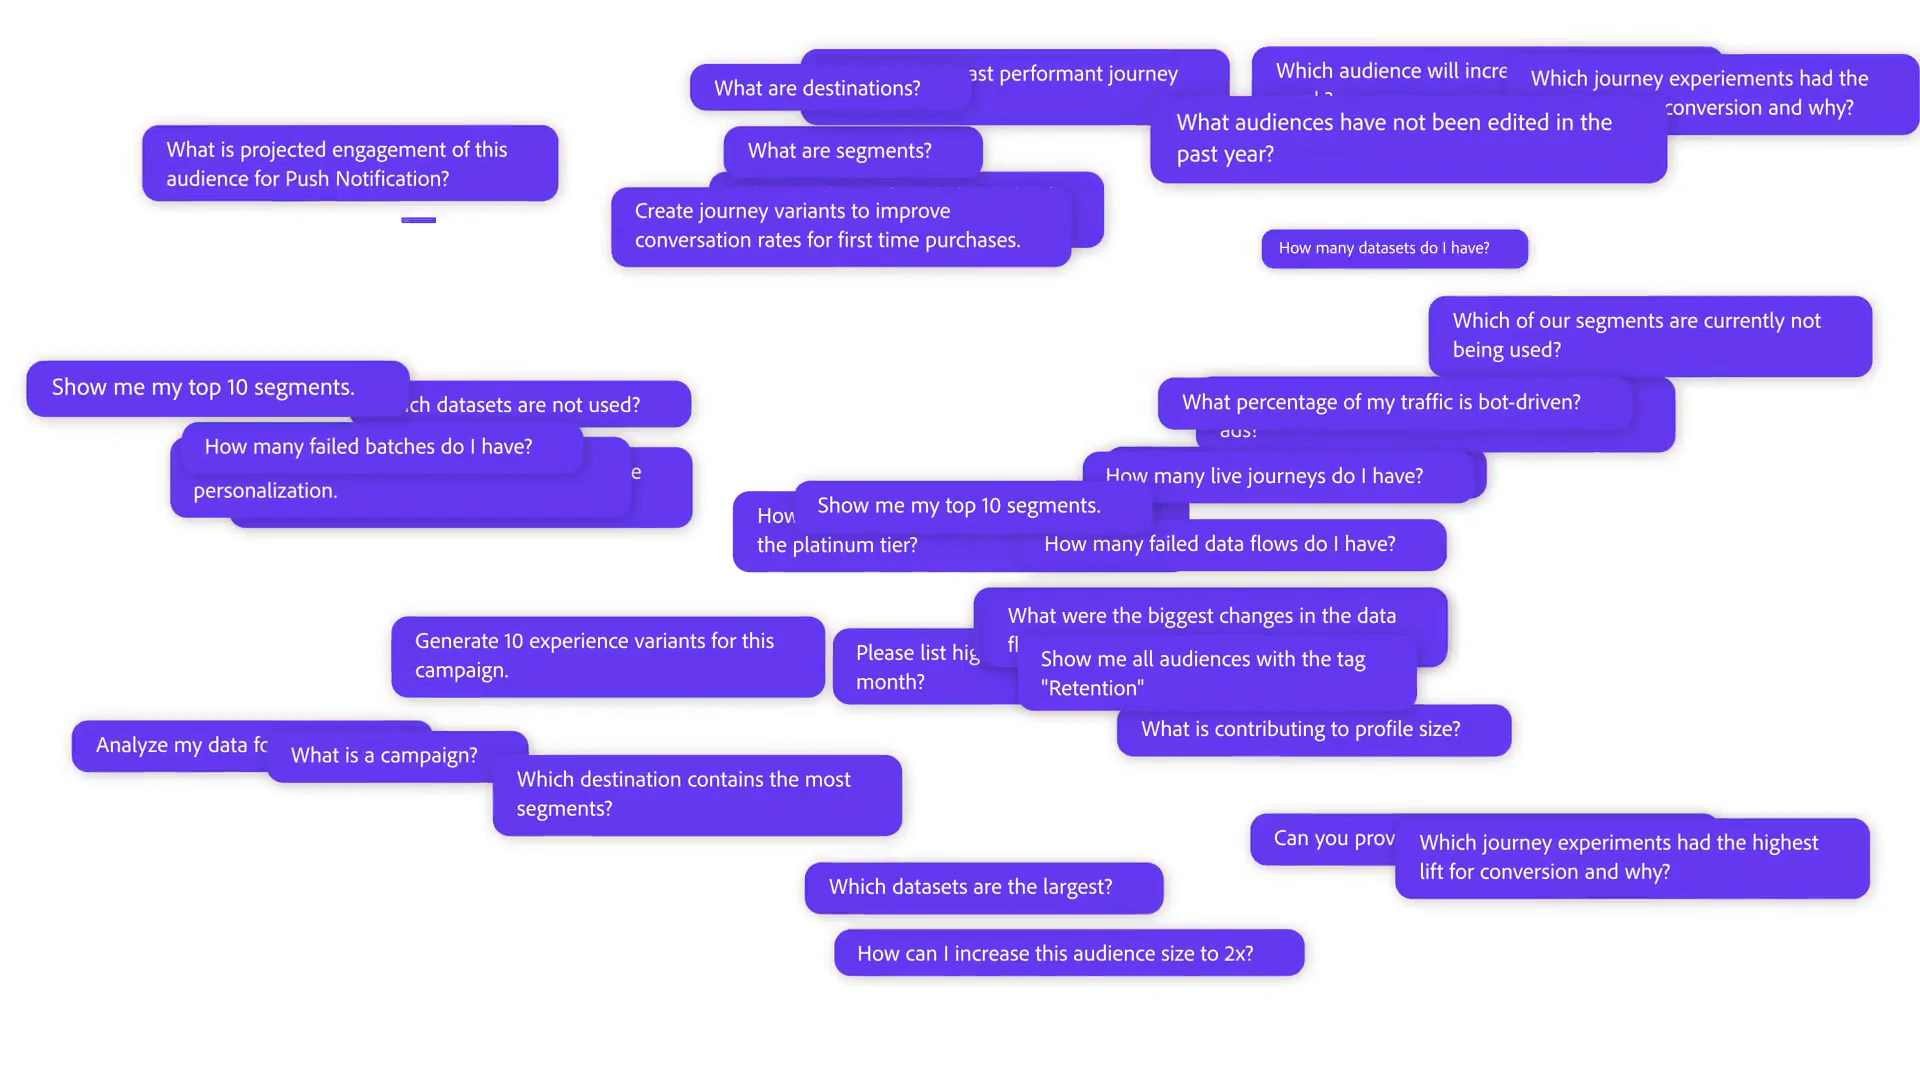 What are destinations?
performant journey
Which audience will
Which journey experiements had the
conversion and why?
What audiences have not been edited in the
past year?
What is projected engagement of this
audience for Push Notification?
What are segments?
Create journey variants to improve
conversation rates for first time purchases.
How many datasets do I have?
Which of our segments are currently not
being used?
Show me my top 10 segments.
datasets are not used?
What percentage of my traffic is bot-driven?
ads?
How many failed batches do I have?
personalization.
How many live journeys do I have?
How
Show me my top 10 segments.
the platinum tier?
How many failed data flows do I have?
What were the biggest changes in the data
Generate 10 experience variants for this
campaign.
Please list
month?
Show me all audiences with the tag
"Retention"
What is contributing to profile size?
Analyze my data
What is a campaign?
Which destination contains the most
segments?
Can you
Which journey experiments had the highest
lift for conversion and why?
Which datasets are the largest?
How can I increase this audience size to 2x?